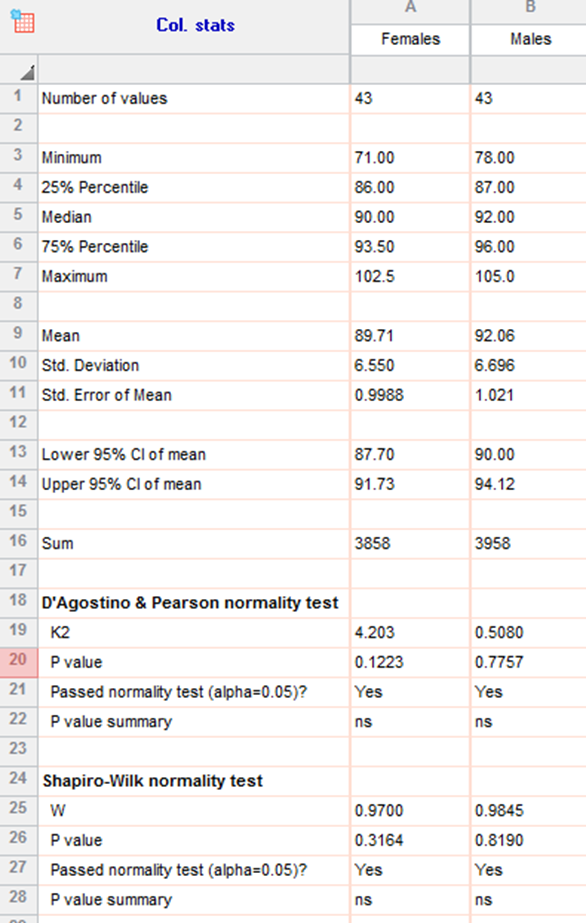 Col. stats A B
Females Males
1 Number of values 43 43
2
3 Minimum 71.00 78.00
4 25% Percentile 86.00 87.00
5 Median 90.00 92.00
6 75% Percentile 93.50 96.00
7 Maximum 102.5 105.0
8
9 Mean 89.71 92.06
10 Std. Deviation 6.550 6.696
11 Std. Error of Mean 0.9988 1.021
12
13 Lower 95% CI of mean 87.70 90.00
14 Upper 95% CI of mean 91.73 94.12
15
16 Sum 3858 3958
17
18 D'Agostino & Pearson normality test
19 K2 4.203 0.5080
20 P value 0.1223 0.7757
21 Passed normality test (alpha=0.05)? Yes Yes
22 P value summary ns ns
23
24 Shapiro-Wilk normality test
25 W 0.9700 0.9845
26 P value 0.3164 0.8190
27 Passed normality test (alpha=0.05)? Yes Yes
28 P value summary ns ns